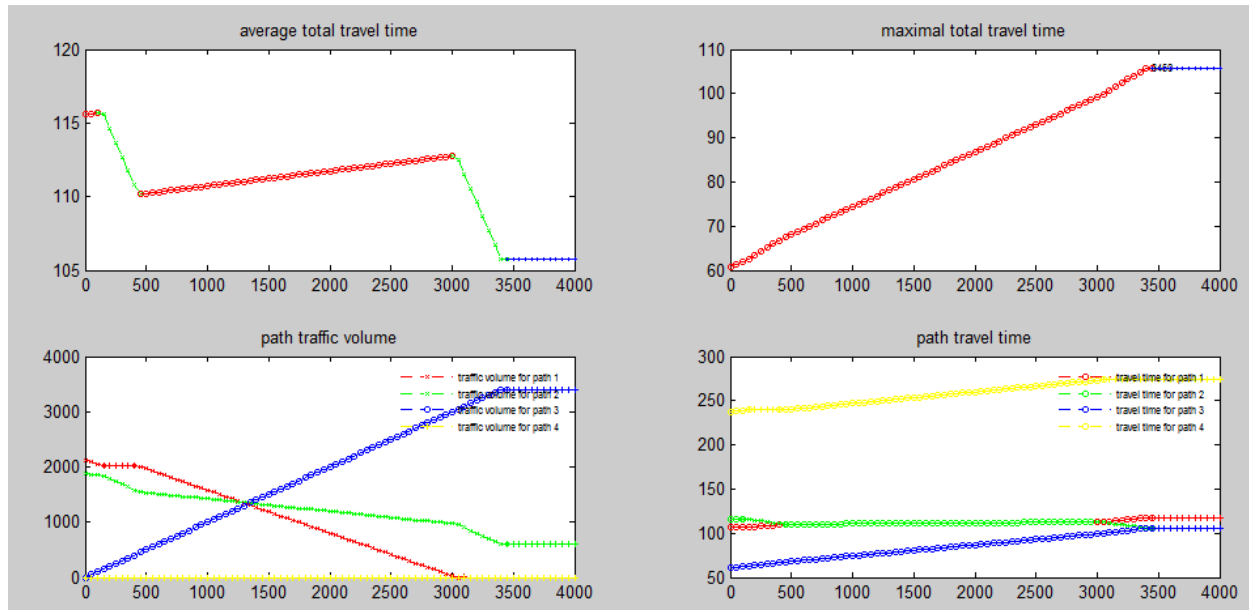 average total travel time
120
115
110
105
0 500 1000 1500 2000 2500 3000 3500 4000
maximal total travel time
110
100
90
80
70
60
0 500 1000 1500 2000 2500 3000 3500 4000
path traffic volume
4000
3000
2000
1000
0
0 500 1000 1500 2000 2500 3000 3500 4000
traffic volume for path 1
traffic volume for path 2
traffic volume for path 3
traffic volume for path 4
path travel time
300
250
200
150
100
50
0 500 1000 1500 2000 2500 3000 3500 4000
travel time for path 1
travel time for path 2
travel time for path 3
travel time for path 4